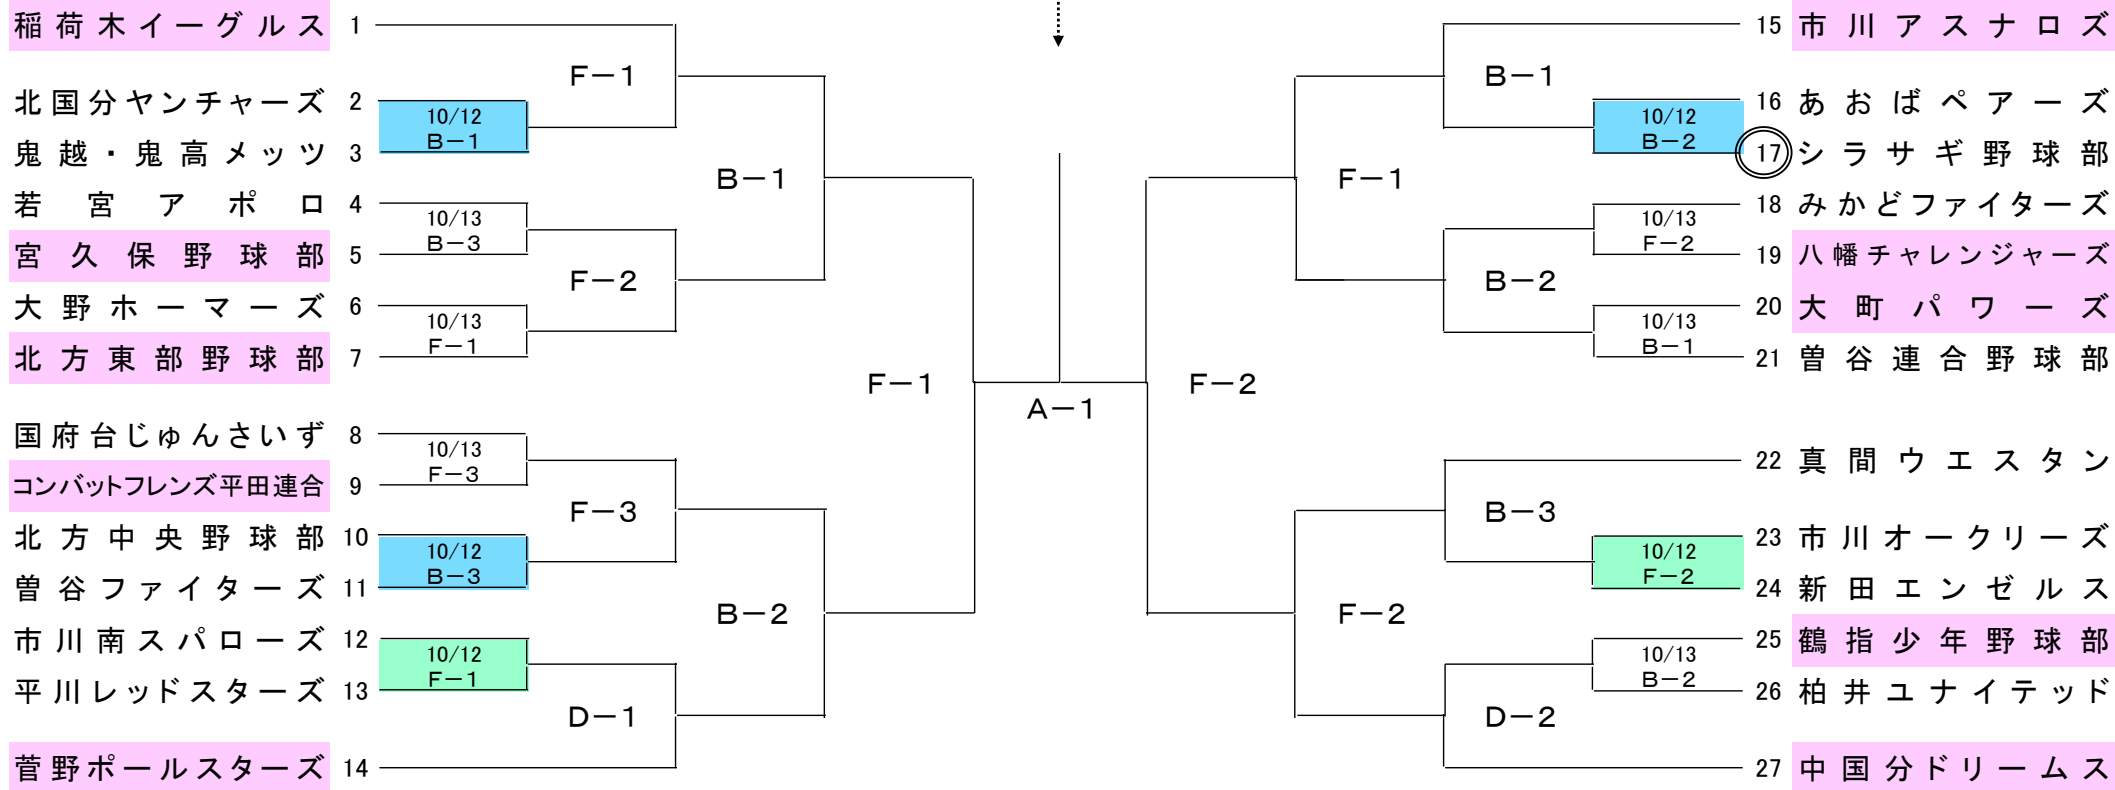 稲荷木イーグルス 1
F－1
北国分ヤンチャーズ 2
10/12
B－1
鬼越・鬼高メッツ 3
B－1
若宮アポロ 4
10/13
B－3
宮久保野球部 5
F－2
大野ホーマーズ 6
10/13
F－1
北方東部野球部 7
F－1
国府台じゅんさいず 8
10/13
F－3
コンバットフレンズ平田連合 9
F－3
北方中央野球部 10
10/12
B－3
曽谷ファイターズ 11
B－2
市川南スパローズ 12
10/12
F－1
平川レッドスターズ 13
D－1
菅野ポールスターズ 14
A－1
15 市川アスナロズ
B－1
16 あおばペアーズ
10/12
B－2
17 シラサギ野球部
F－1
18 みかどファイターズ
10/13
F－2
19 八幡チャレンジャーズ
B－2
20 大町パワーズ
10/13
B－1
21 曽谷連合野球部
F－2
22 真間ウエスタン
B－3
23 市川オークリーズ
10/12
F－2
24 新田エンゼルス
F－2
25 鶴指少年野球部
10/13
B－2
26 柏井ユナイテッド
D－2
27 中国分ドリームス